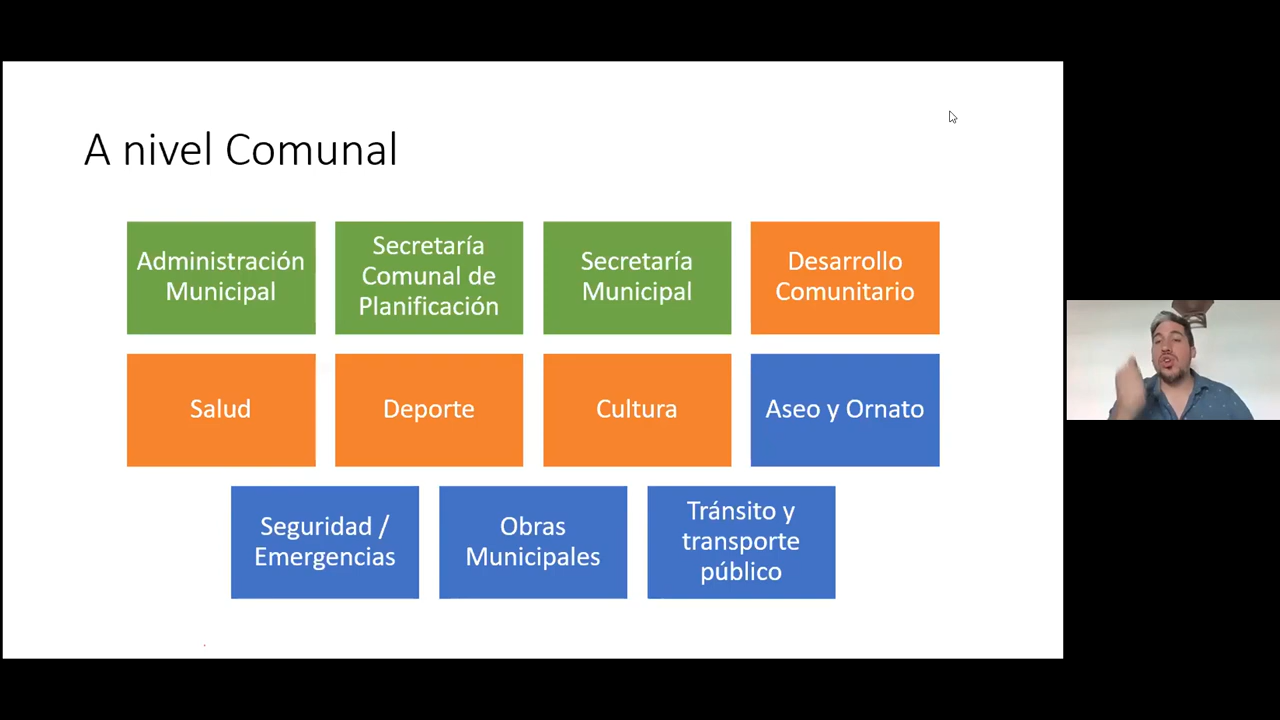 A nivel Comunal
Administración
Municipal
Secretaría
Comunal de
Planificación
Secretaría
Municipal
Desarrollo
Comunitario
Salud
Deporte
Cultura
Aseo y Ornato
Seguridad /
Emergencias
Obras
Municipales
Tránsito y
transporte
público